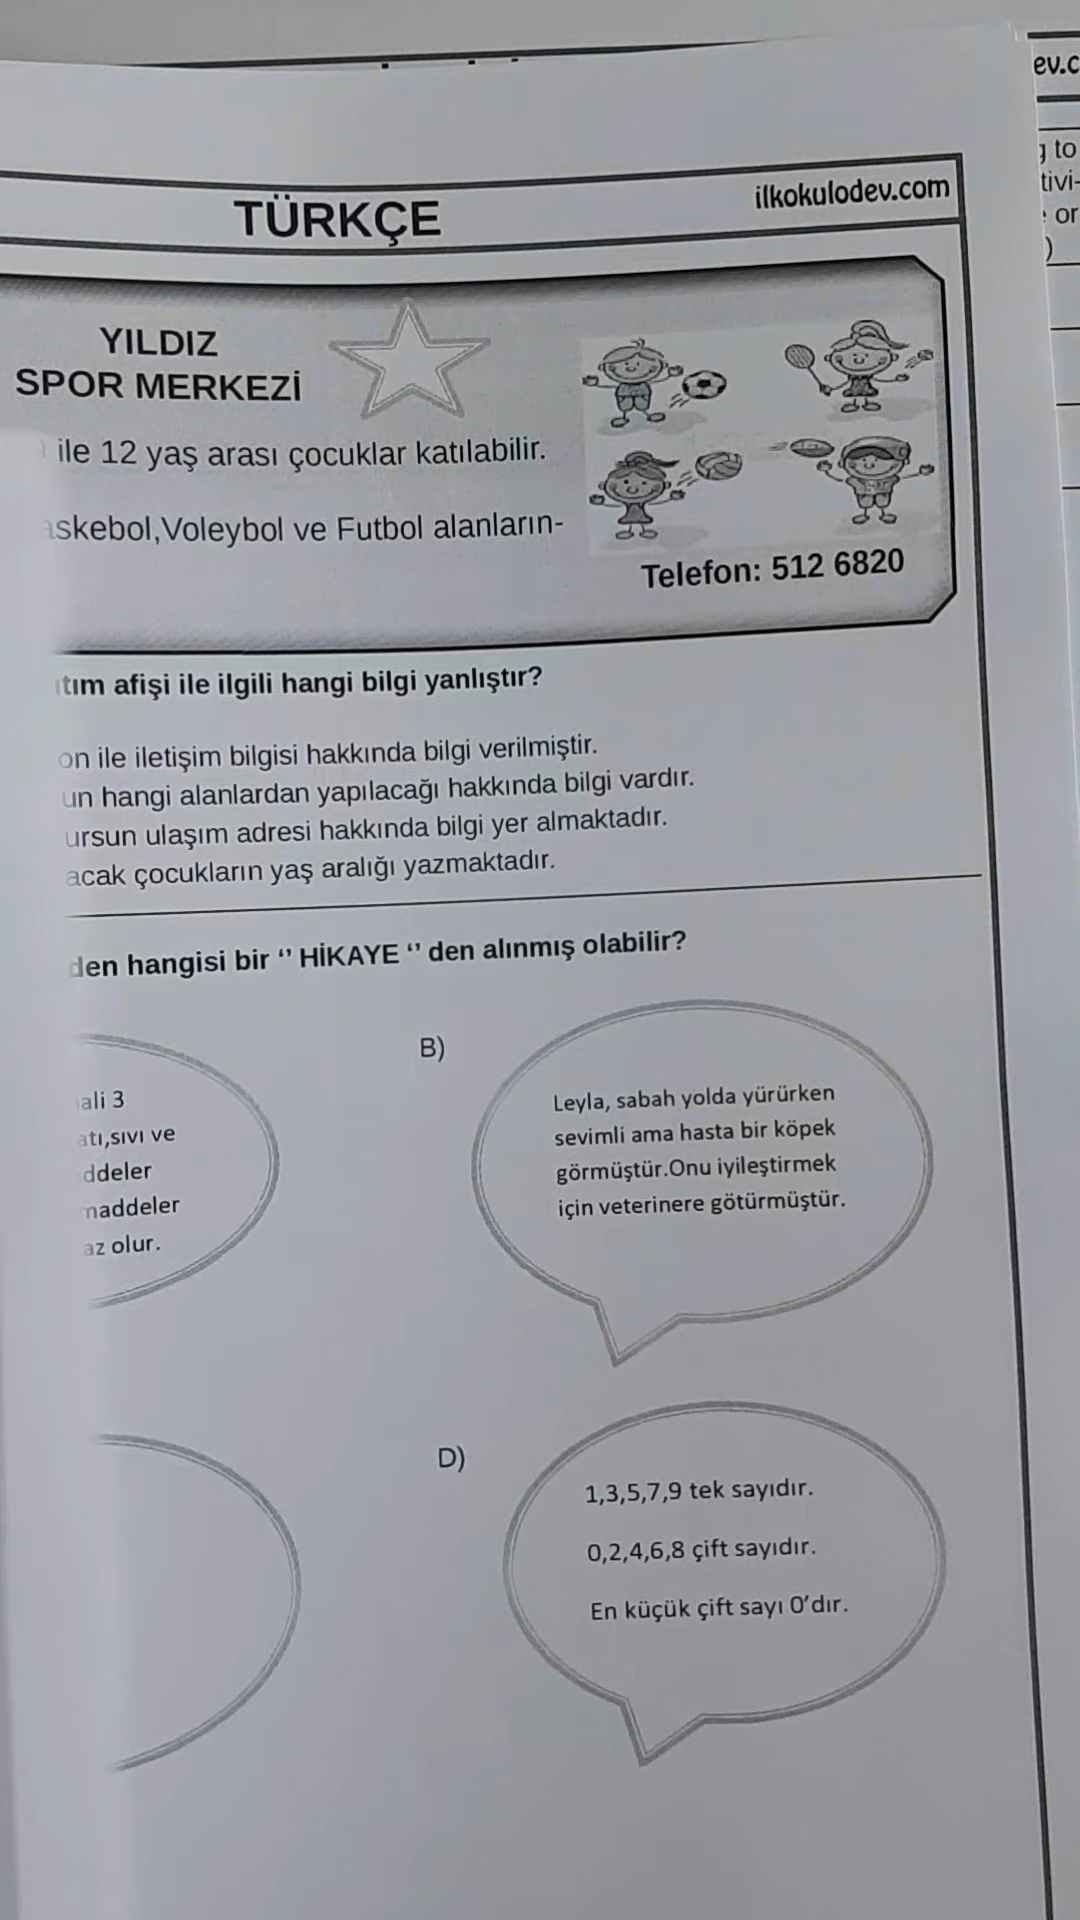 TÜRKÇE
ilkokulodev.com
YILDIZ
SPOR MERKEZİ
ile 12 yaş arası çocuklar katılabilir.
askebol,Voleybol ve Futbol alanların-
Telefon: 512 6820
tım afişi ile ilgili hangi bilgi yanlıştır?
on ile iletişim bilgisi hakkında bilgi verilmiştir.
un hangi alanlardan yapılacağı hakkında bilgi vardır.
ursun ulaşım adresi hakkında bilgi yer almaktadır.
acak çocukların yaş aralığı yazmaktadır.
den hangisi bir ‘’ HİKAYE ‘’ den alınmış olabilir?
ali 3
atı,sıvı ve
ddeler
maddeler
az olur.
B)
Leyla, sabah yolda yürürken
sevimli ama hasta bir köpek
görmüştür.Onu iyileştirmek
için veterinere götürmüştür.
D)
1,3,5,7,9 tek sayıdır.
0,2,4,6,8 çift sayıdır.
En küçük çift sayı 0’dır.
ev.c
g to
tivi-
e or
)